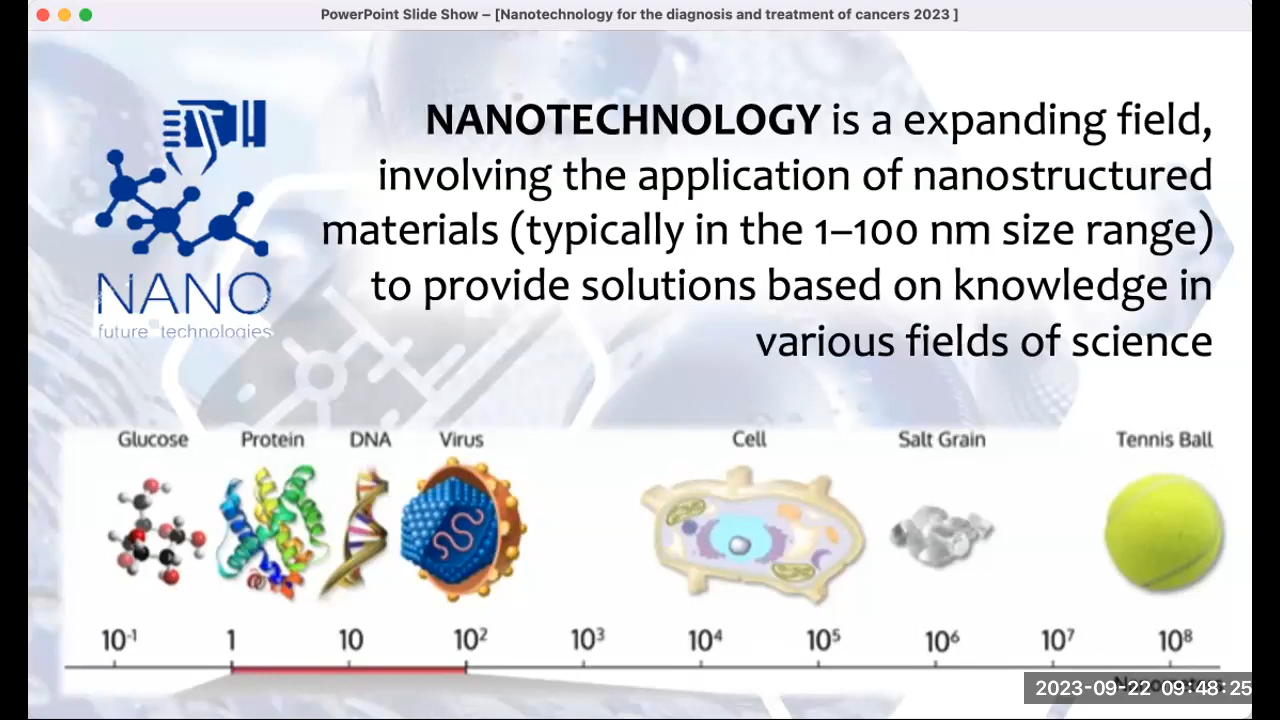 PowerPoint Slide Show – [Nanotechnology for the diagnosis and treatment of cancers 2023 ]
NANO
future technologies
NANOTECHNOLOGY is a expanding field,
involving the application of nanostructured
materials (typically in the 1–100 nm size range)
to provide solutions based on knowledge in
various fields of science
Glucose Protein DNA Virus Cell Salt Grain Tennis Ball
10⁻¹ 1 10 10² 10³ 10⁴ 10⁵ 10⁶ 10⁷ 10⁸
2023-09-22 09:48:25